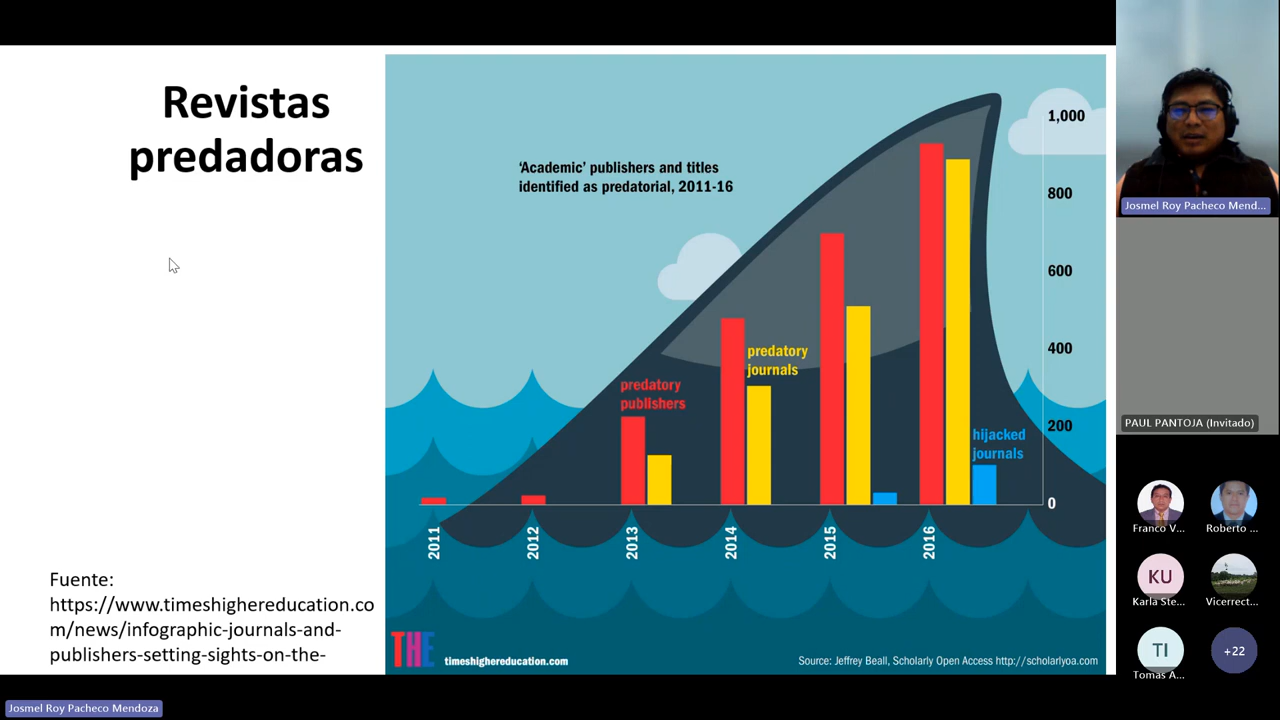 Revistas
predadoras
Fuente:
https://www.timeshighereducation.co
m/news/infographic-journals-and-
publishers-setting-sights-on-the-
‘Academic’ publishers and titles
identified as predatorial, 2011-16
1,000
800
600
400
200
0
predatory
publishers
predatory
journals
hijacked
journals
2011
2012
2013
2014
2015
2016
THE
timeshighereducation.com
Source: Jeffrey Beall, Scholarly Open Access http://scholarlyoa.com
Josmel Roy Pacheco Mend...
PAUL PANTOJA (Invitado)
Franco V...
Roberto ...
KU
Karla Ste...
Vicerrect...
TI
Tomas A...
+22
Josmel Roy Pacheco Mendoza